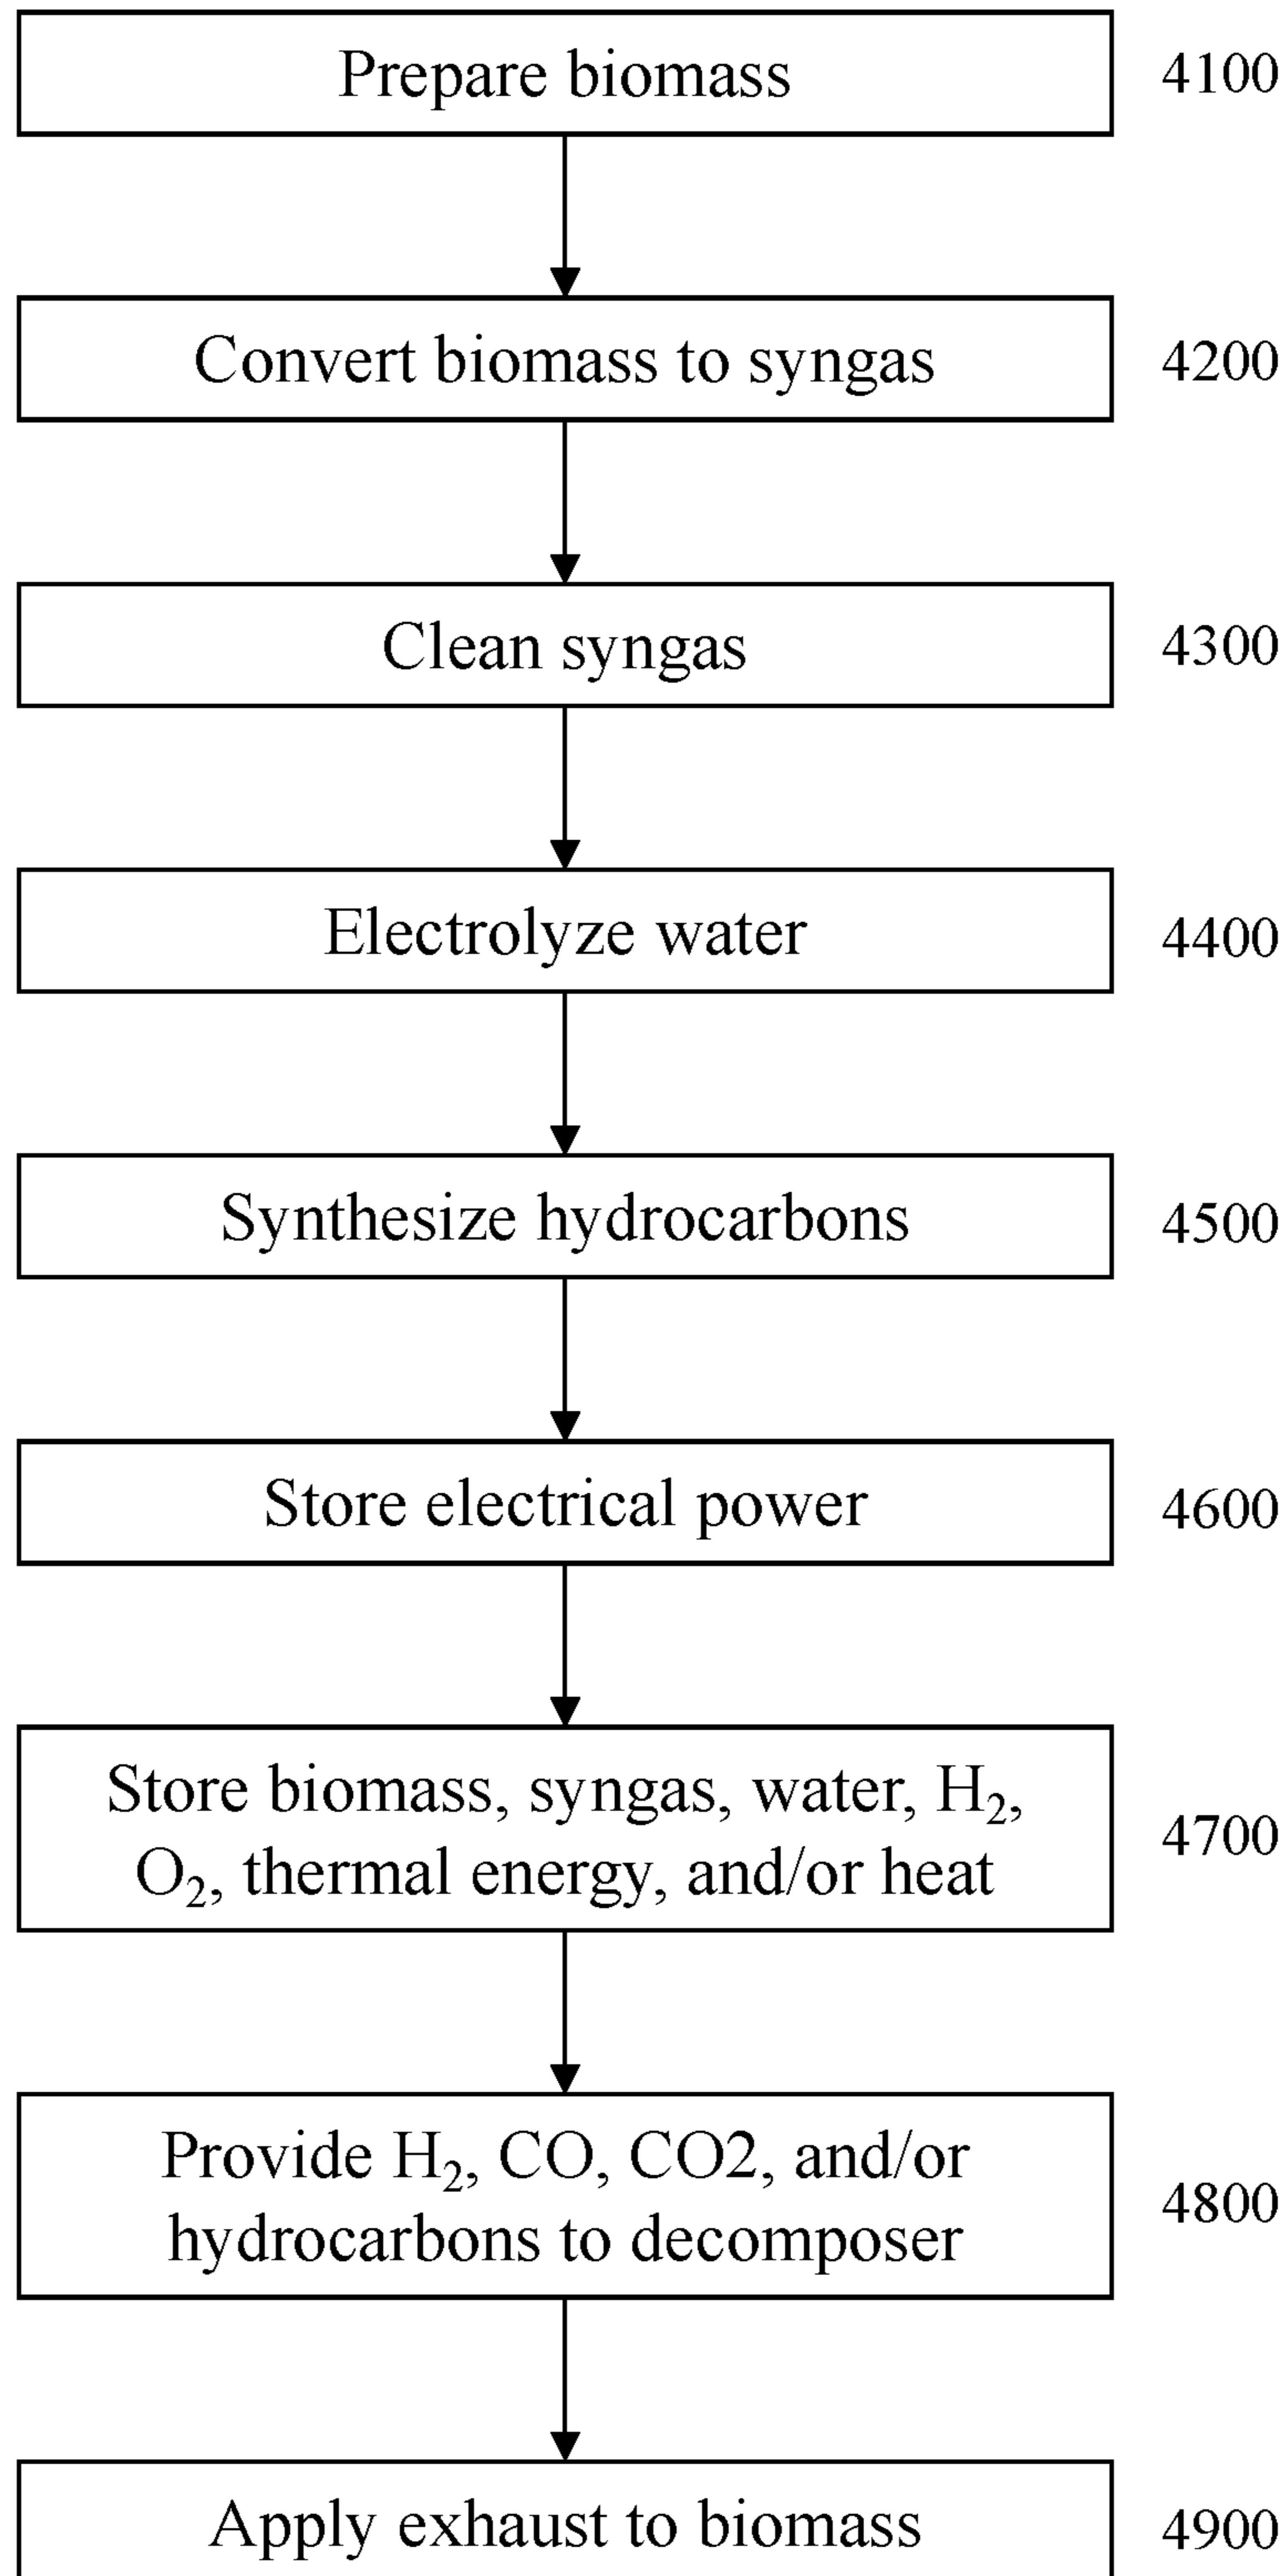 Prepare biomass 4100
Convert biomass to syngas 4200
Clean syngas 4300
Electrolyze water 4400
Synthesize hydrocarbons 4500
Store electrical power 4600
Store biomass, syngas, water, H₂,
O₂, thermal energy, and/or heat
4700
Provide H₂, CO, CO2, and/or
hydrocarbons to decomposer
4800
Apply exhaust to biomass 4900